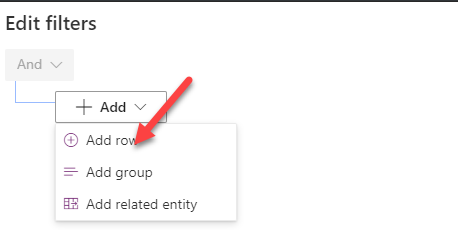 Edit filters
And
Add
Add row
Add group
Add related entity